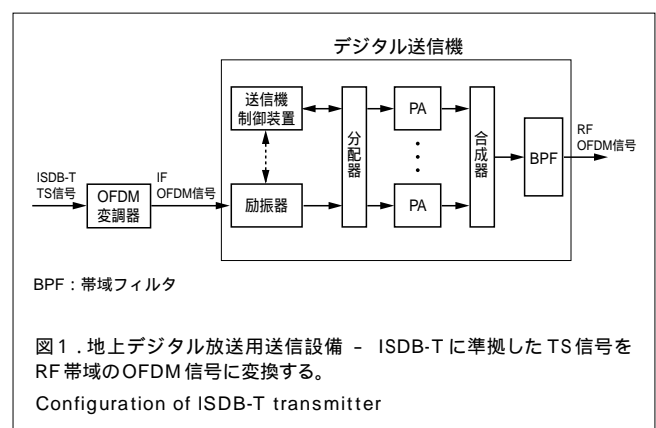 デジタル送信機
送信機
制御装置
分配器
PA
合成器
BPF
RF
OFDM信号
ISDB-T
TS信号
OFDM
変調器
IF
OFDM信号
励振器
PA
BPF：帯域フィルタ
図1．地上デジタル放送用送信設備 － ISDB-Tに準拠したTS信号を
RF帯域のOFDM信号に変換する。
Configuration of ISDB-T transmitter